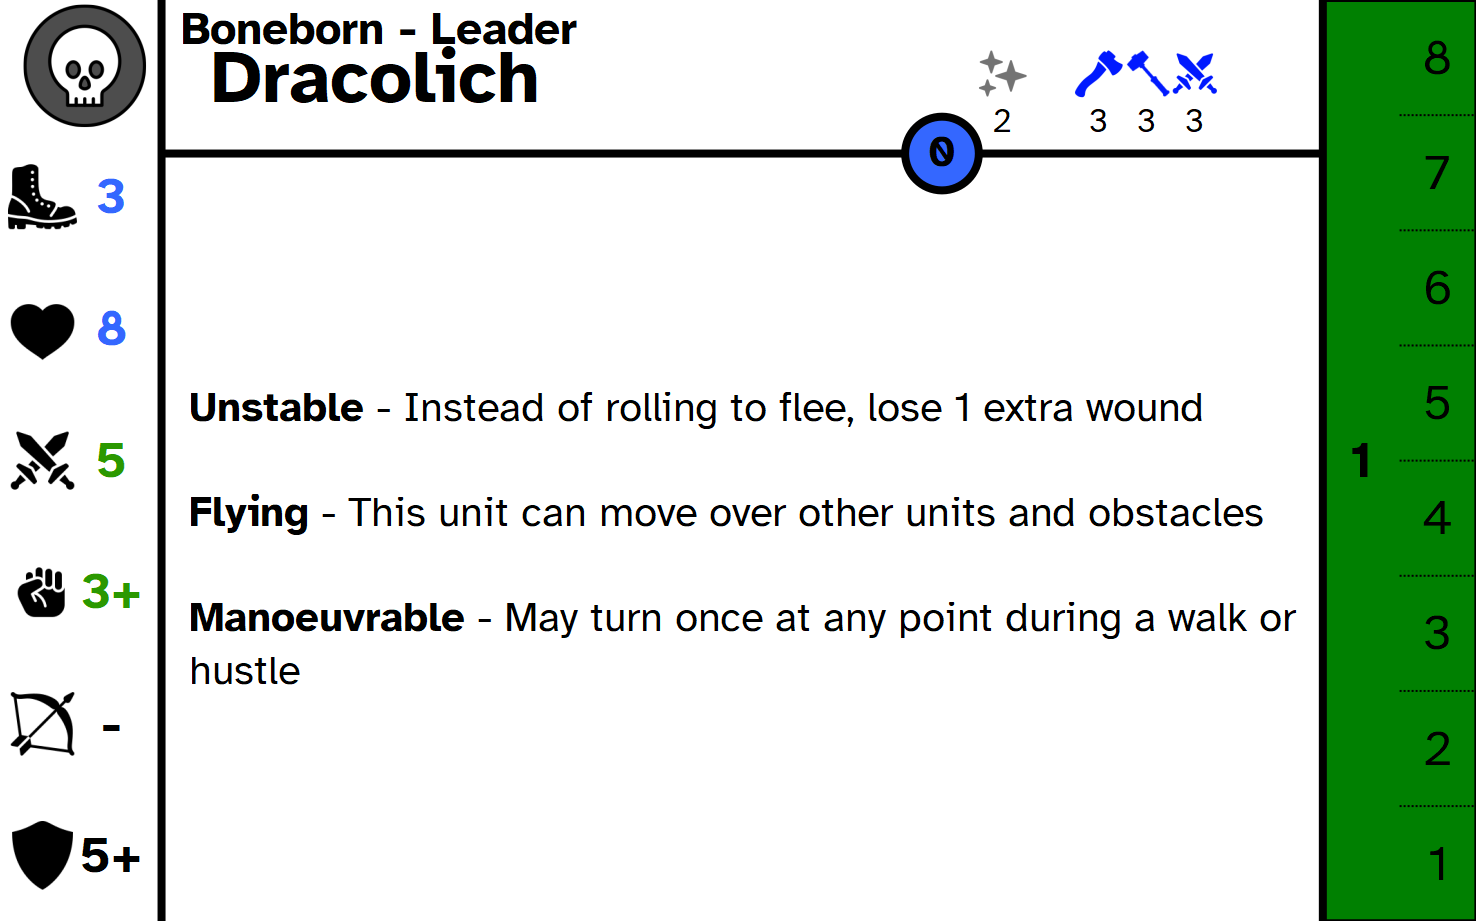 Boneborn - Leader
Dracolich
2 3 3 3
0
3
8
5
3+
-
5+
Unstable - Instead of rolling to flee, lose 1 extra wound
Flying - This unit can move over other units and obstacles
Manoeuvrable - May turn once at any point during a walk or
hustle
1
8
7
6
5
4
3
2
1